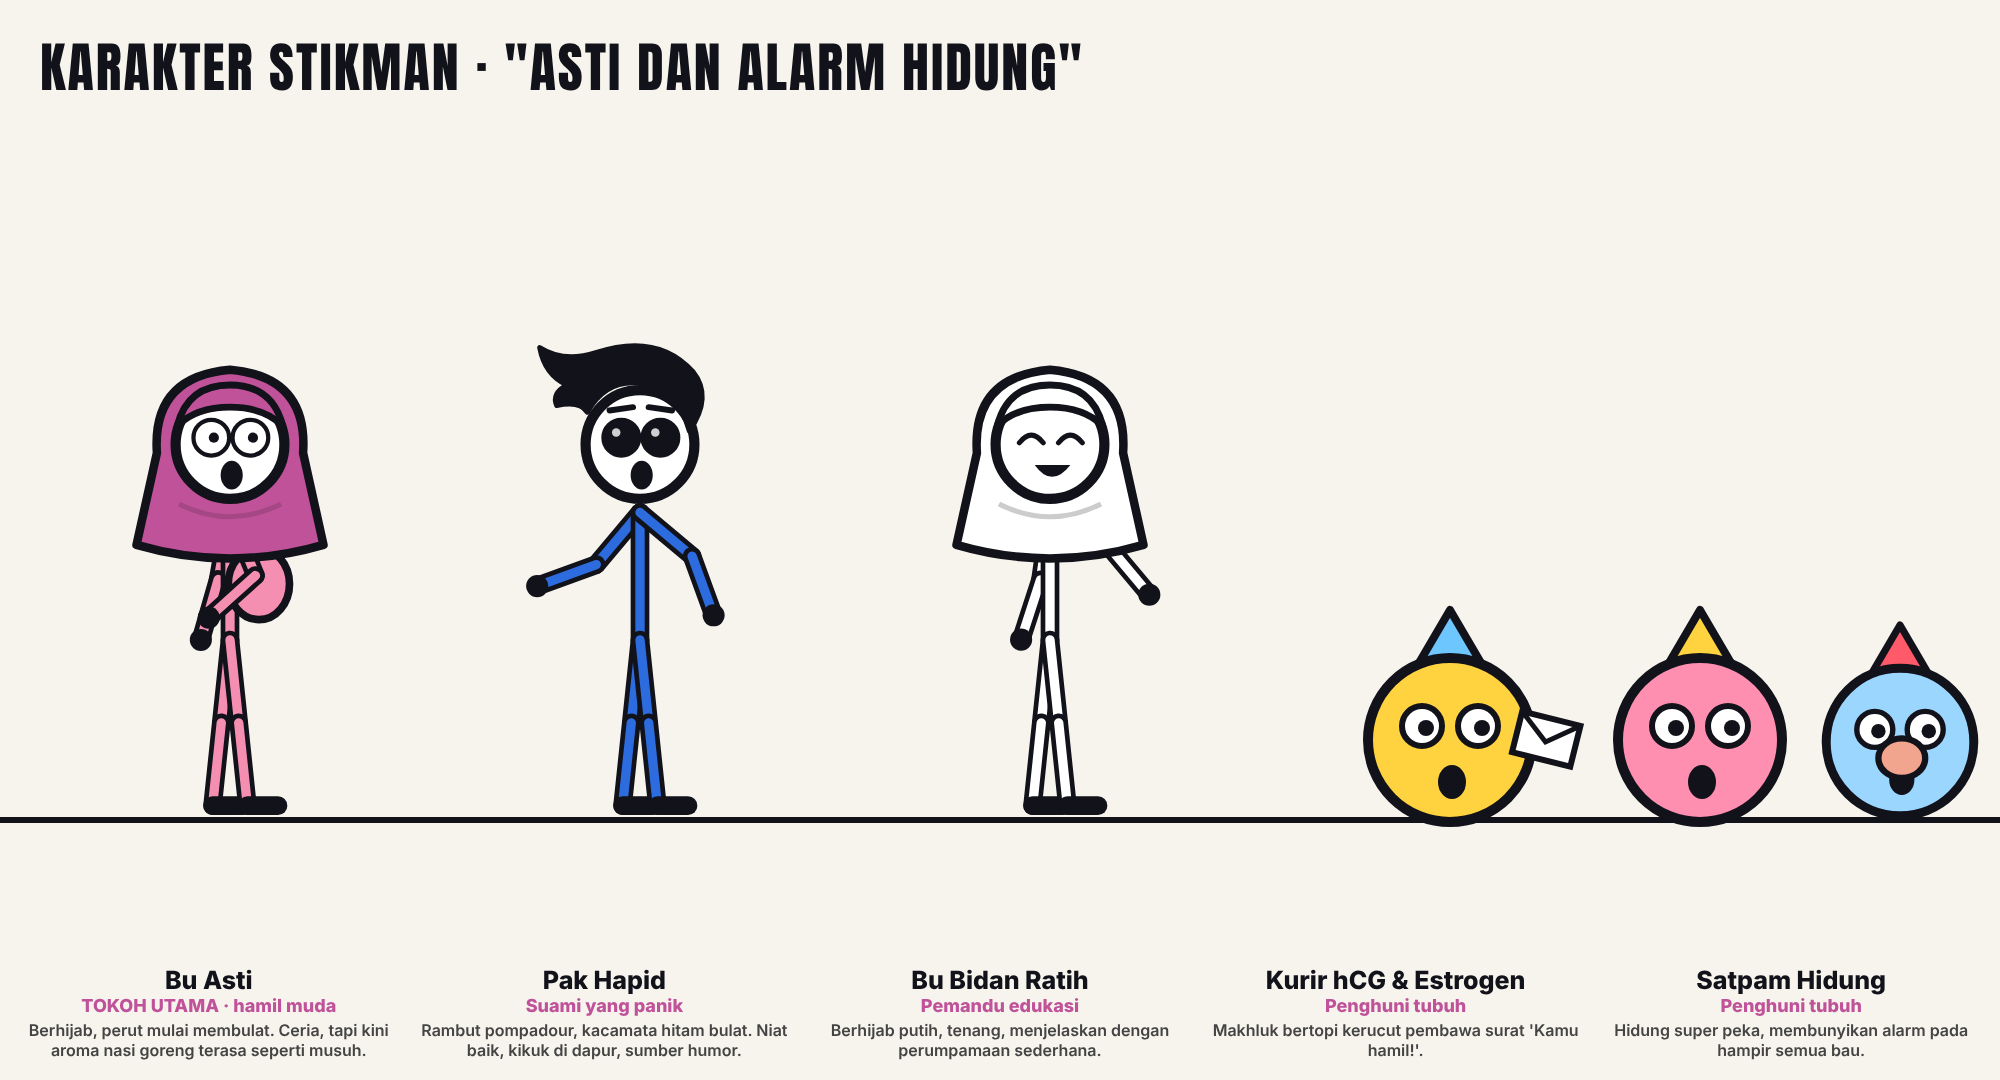 KARAKTER STIKMAN · "ASTI DAN ALARM HIDUNG"
Bu Asti
TOKOH UTAMA · hamil muda
Berhijab, perut mulai membulat. Ceria, tapi kini
aroma nasi goreng terasa seperti musuh.
Pak Hapid
Suami yang panik
Rambut pompadour, kacamata hitam bulat. Niat
baik, kikuk di dapur, sumber humor.
Bu Bidan Ratih
Pemandu edukasi
Berhijab putih, tenang, menjelaskan dengan
perumpamaan sederhana.
Kurir hCG & Estrogen
Penghuni tubuh
Makhluk bertopi kerucut pembawa surat 'Kamu
hamil!'.
Satpam Hidung
Penghuni tubuh
Hidung super peka, membunyikan alarm pada
hampir semua bau.